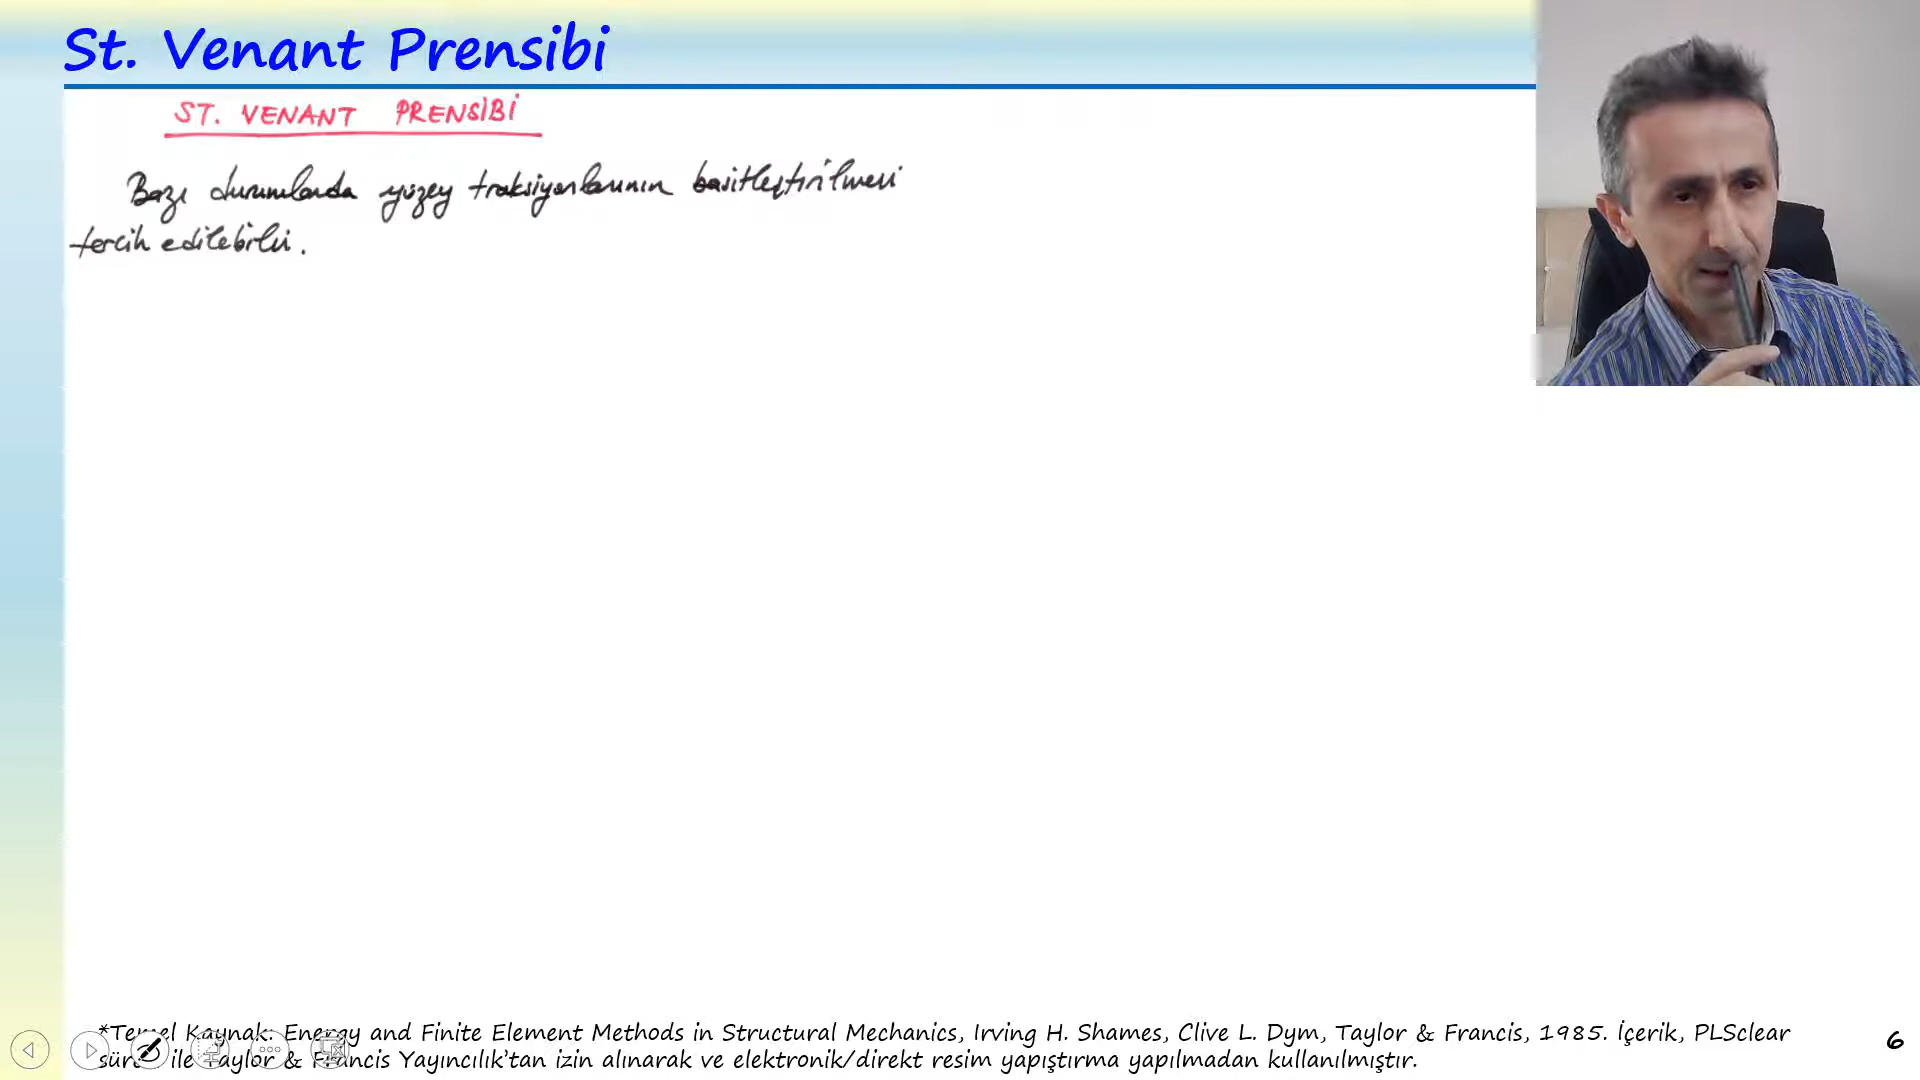 St. Venant Prensibi
ST. VENANT PRENSİBİ
Bazı durumlarda yüzey traksiyonlarının basitleştirilmesi
tercih edilebilir.
*Temel Kaynak: Energy and Finite Element Methods in Structural Mechanics, Irving H. Shames, Clive L. Dym, Taylor & Francis, 1985. İçerik, PLSclear
süreci ile Taylor & Francis Yayıncılık'tan izin alınarak ve elektronik/direkt resim yapıştırma yapılmadan kullanılmıştır.
6